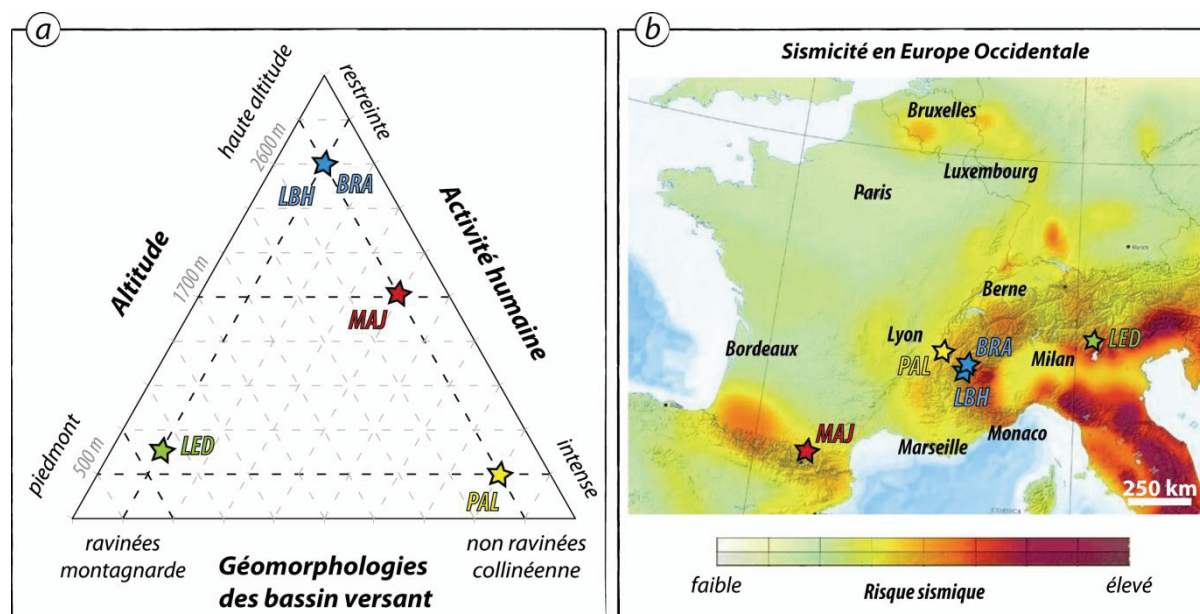 a
haute altitude
restreinte
2600 m
LBH
BRA
Altitude
1700 m
Activité humaine
MAJ
piedmont
500 m
LED
intense
PAL
ravinées
montagnarde
Géomorphologies
des bassin versant
non ravinées
collinéenne
b
Sismicité en Europe Occidentale
Bruxelles
Luxembourg
Paris
Munich
Berne
Lyon
Bordeaux
PAL
BRA
LBH
Milan
LED
MAJ
Marseille
Monaco
CORSICA
250 km
faible
Risque sismique
élevé